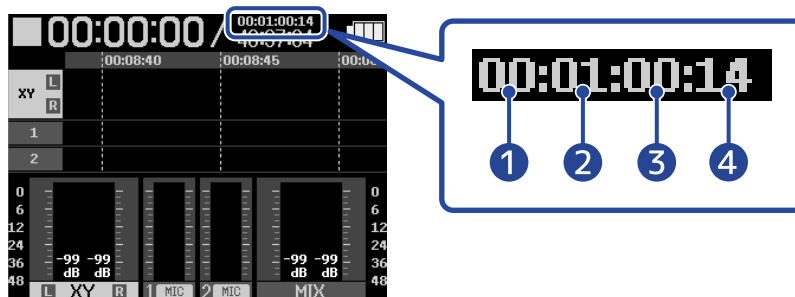 00:00:00 / 00:01:00:14
00:08:40 00:08:45
XY L
R
1
2
00:01:00:14
1 2 3 4
0 0
6 6
12 12
24 24
36 -99 -99 -99 -99 36
dB dB dB dB
48 48
L XY R 1 MIC 2 MIC MIX